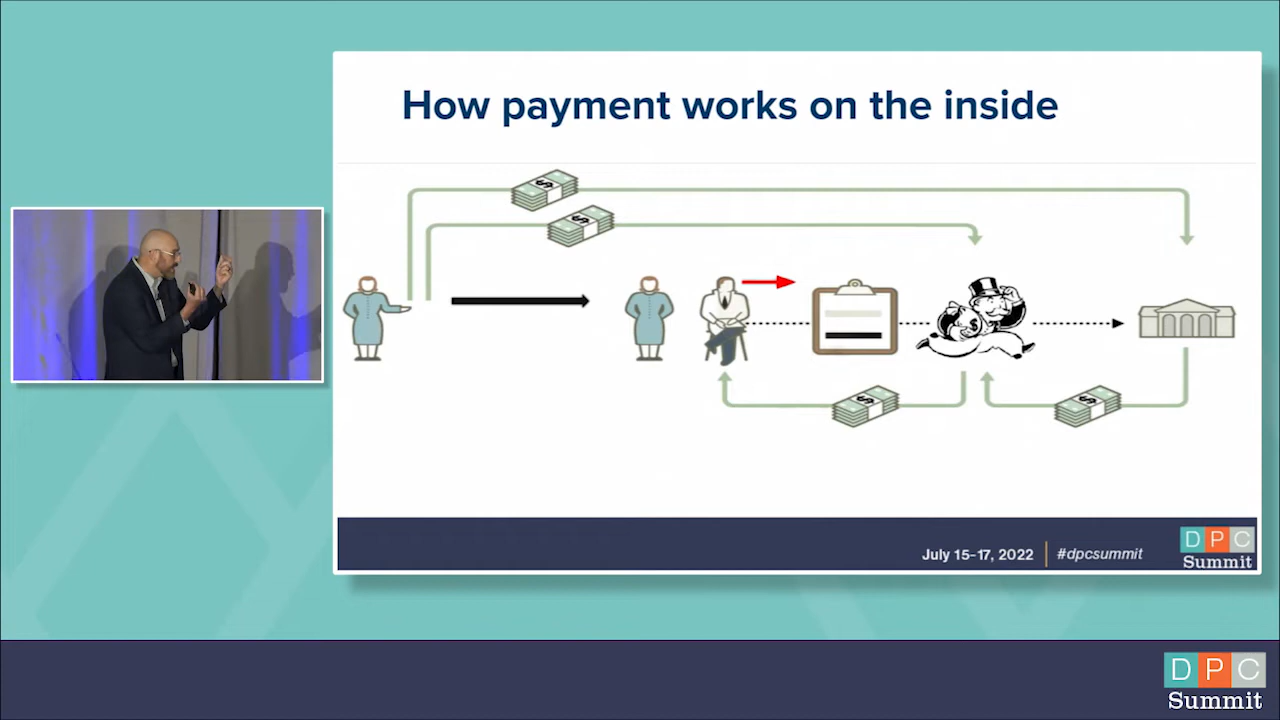 How payment works on the inside
$
$
$
$
$
July 15-17, 2022
#dpcsummit
DPC
Summit
DPC
Summit